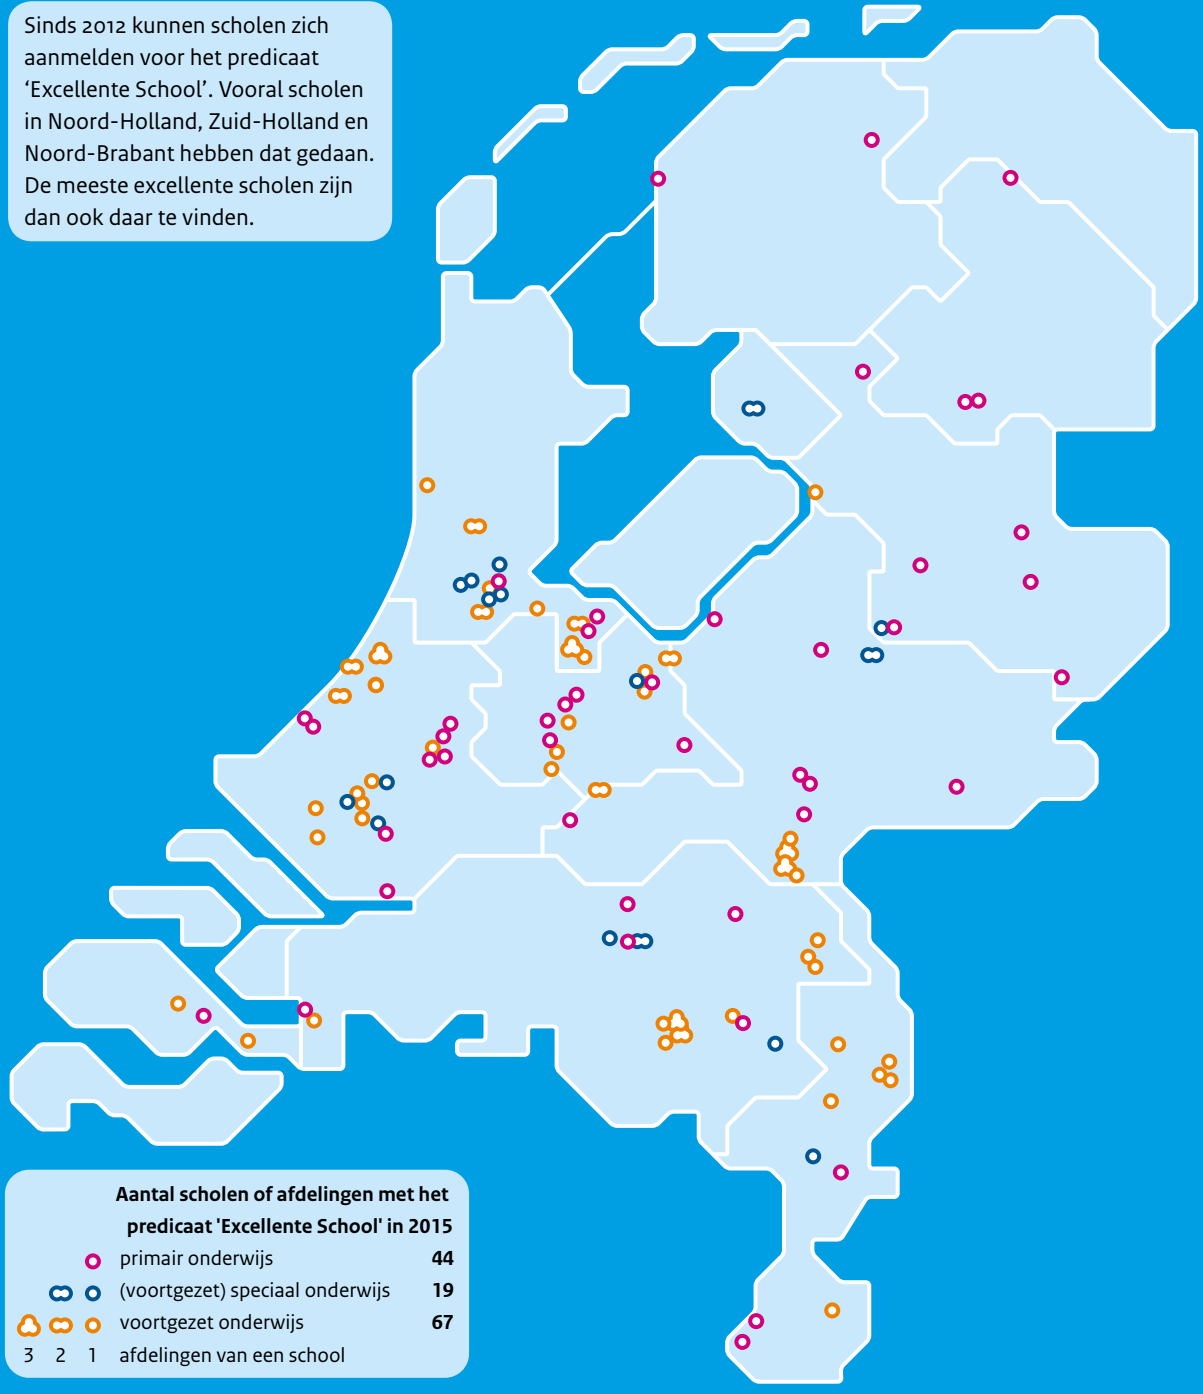 Sinds 2012 kunnen scholen zich
aanmelden voor het predicaat
‘Excellente School’. Vooral scholen
in Noord-Holland, Zuid-Holland en
Noord-Brabant hebben dat gedaan.
De meeste excellente scholen zijn
dan ook daar te vinden.
Aantal scholen of afdelingen met het
predicaat 'Excellente School' in 2015
primair onderwijs 44
(voortgezet) speciaal onderwijs 19
voortgezet onderwijs 67
3 2 1 afdelingen van een school